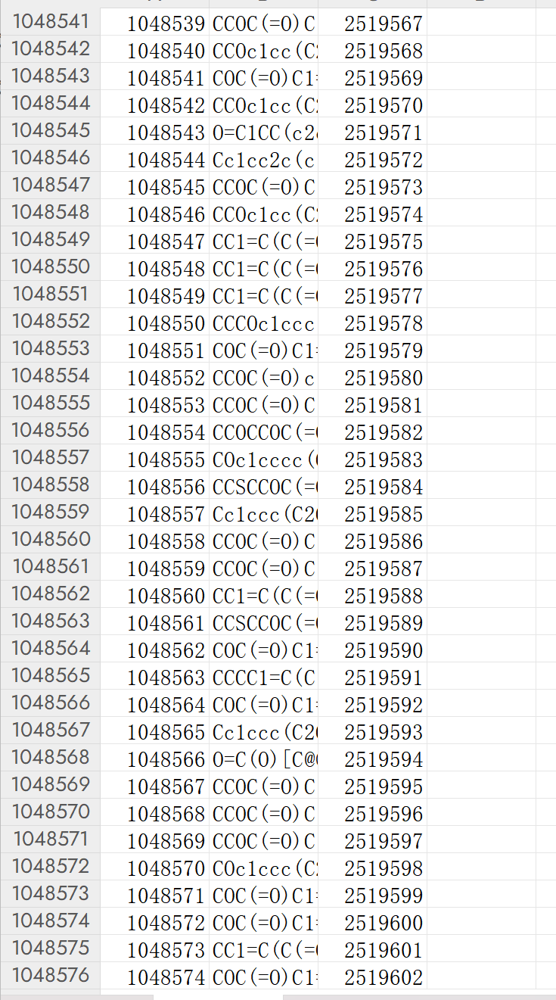 1048541 1048539 CCOC(=O)C 2519567
1048542 1048540 CCOc1cc(C2 2519568
1048543 1048541 COC(=O)C1= 2519569
1048544 1048542 CCOc1cc(C2 2519570
1048545 1048543 O=C1CC(c2c 2519571
1048546 1048544 Cc1cc2c(c 2519572
1048547 1048545 CCOC(=O)C 2519573
1048548 1048546 CCOc1cc(C2 2519574
1048549 1048547 CC1=C(C(=O 2519575
1048550 1048548 CC1=C(C(=O 2519576
1048551 1048549 CC1=C(C(=O 2519577
1048552 1048550 CCCOc1ccc 2519578
1048553 1048551 COC(=O)C1= 2519579
1048554 1048552 CCOC(=O)c 2519580
1048555 1048553 CCOC(=O)C 2519581
1048556 1048554 CCOCCOC(=O 2519582
1048557 1048555 COc1cccc( 2519583
1048558 1048556 CCSCCOC(=O 2519584
1048559 1048557 Cc1ccc(C2 2519585
1048560 1048558 CCOC(=O)C 2519586
1048561 1048559 CCOC(=O)C 2519587
1048562 1048560 CC1=C(C(=O 2519588
1048563 1048561 CCSCCOC(=O 2519589
1048564 1048562 COC(=O)C1= 2519590
1048565 1048563 CCCC1=C(C 2519591
1048566 1048564 COC(=O)C1= 2519592
1048567 1048565 Cc1ccc(C2 2519593
1048568 1048566 O=C(O)[C@ 2519594
1048569 1048567 CCOC(=O)C 2519595
1048570 1048568 CCOC(=O)C 2519596
1048571 1048569 CCOC(=O)C 2519597
1048572 1048570 COc1ccc(C2 2519598
1048573 1048571 COC(=O)C1= 2519599
1048574 1048572 COC(=O)C1= 2519600
1048575 1048573 CC1=C(C(=O 2519601
1048576 1048574 COC(=O)C1= 2519602